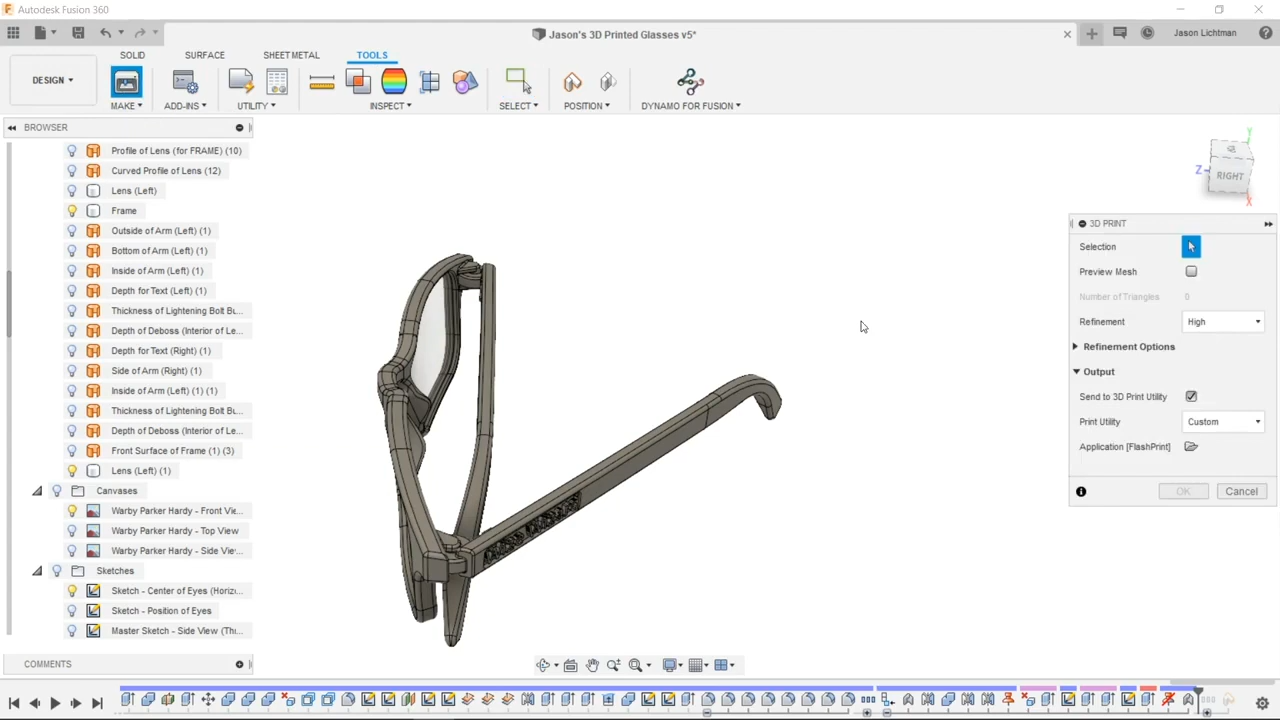 Autodesk Fusion 360
Jason's 3D Printed Glasses v5*
Jason Lichtman
DESIGN
SOLID
SURFACE
SHEET METAL
TOOLS
MAKE
ADD-INS
UTILITY
INSPECT
SELECT
POSITION
DYNAMO FOR FUSION
BROWSER
Profile of Lens (for FRAME) (10)
Curved Profile of Lens (12)
Lens (Left)
Frame
Outside of Arm (Left) (1)
Bottom of Arm (Left) (1)
Inside of Arm (Left) (1)
Depth for Text (Left) (1)
Thickness of Lightening Bolt Bu...
Depth of Deboss (Interior of Le...
Depth for Text (Right) (1)
Side of Arm (Right) (1)
Inside of Arm (Left) (1) (1)
Thickness of Lightening Bolt Bu...
Depth of Deboss (Interior of Le...
Front Surface of Frame (1) (3)
Lens (Left) (1)
Canvases
Warby Parker Hardy - Front Vie...
Warby Parker Hardy - Top View
Warby Parker Hardy - Side Vie...
Sketches
Sketch - Center of Eyes (Horizo...
Sketch - Position of Eyes
Master Sketch - Side View (Thr...
COMMENTS
Y
Z
RIGHT
X
3D PRINT
Selection
Preview Mesh
Number of Triangles 0
Refinement High
Refinement Options
Output
Send to 3D Print Utility
Print Utility Custom
Application [FlashPrint]
OK Cancel